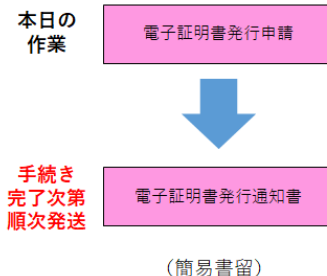 本日の
作業
電子証明書発行申請
手続き
完了次第
順次発送
電子証明書発行通知書
(簡易書留)